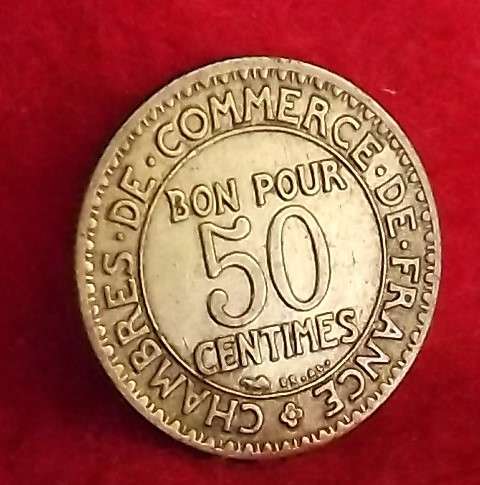 CHAMBRES · DE · COMMERCE · DE · FRANCE
BON POUR
50
CENTIMES